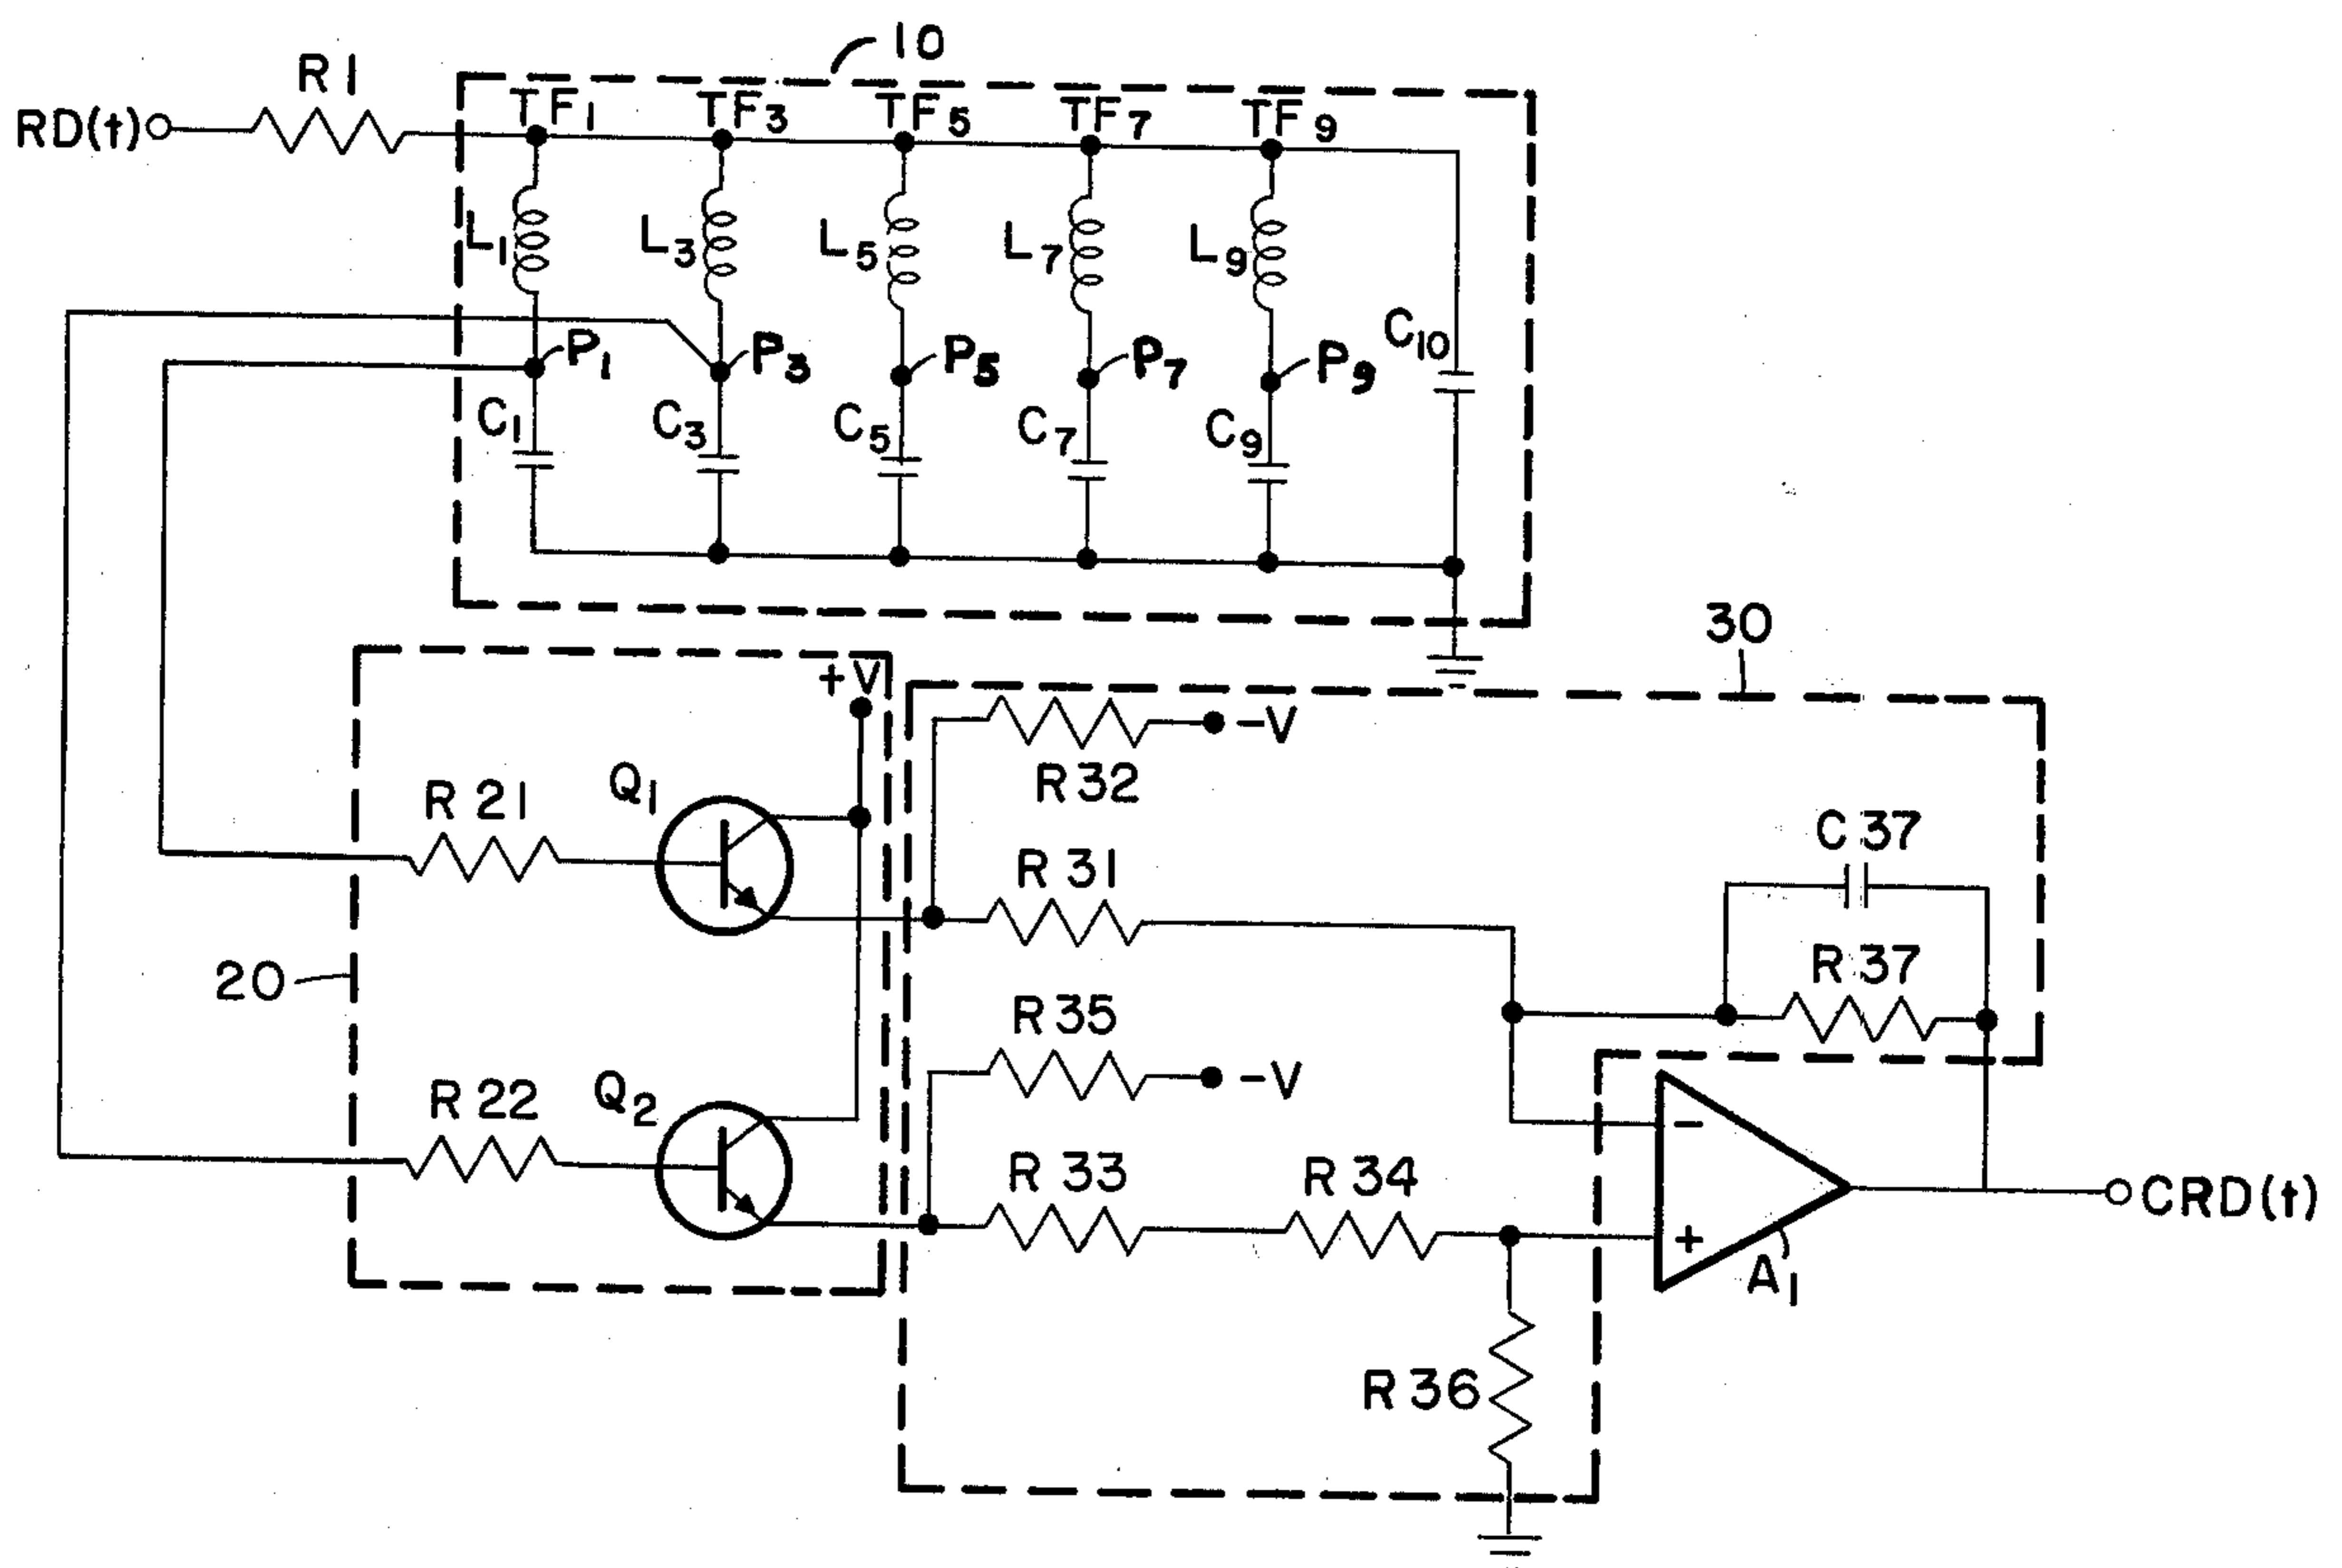 10
R1
RD(t)
TF1
TF3
TF5
TF7
TF9
L1
L3
L5
L7
L9
C10
P1
P3
P5
P7
P9
C1
C3
C5
C7
C9
30
+V
-V
R32
R21
Q1
C37
R31
R37
20
R35
-V
R22
Q2
R33
R34
-
+
A1
CRD(t)
R36